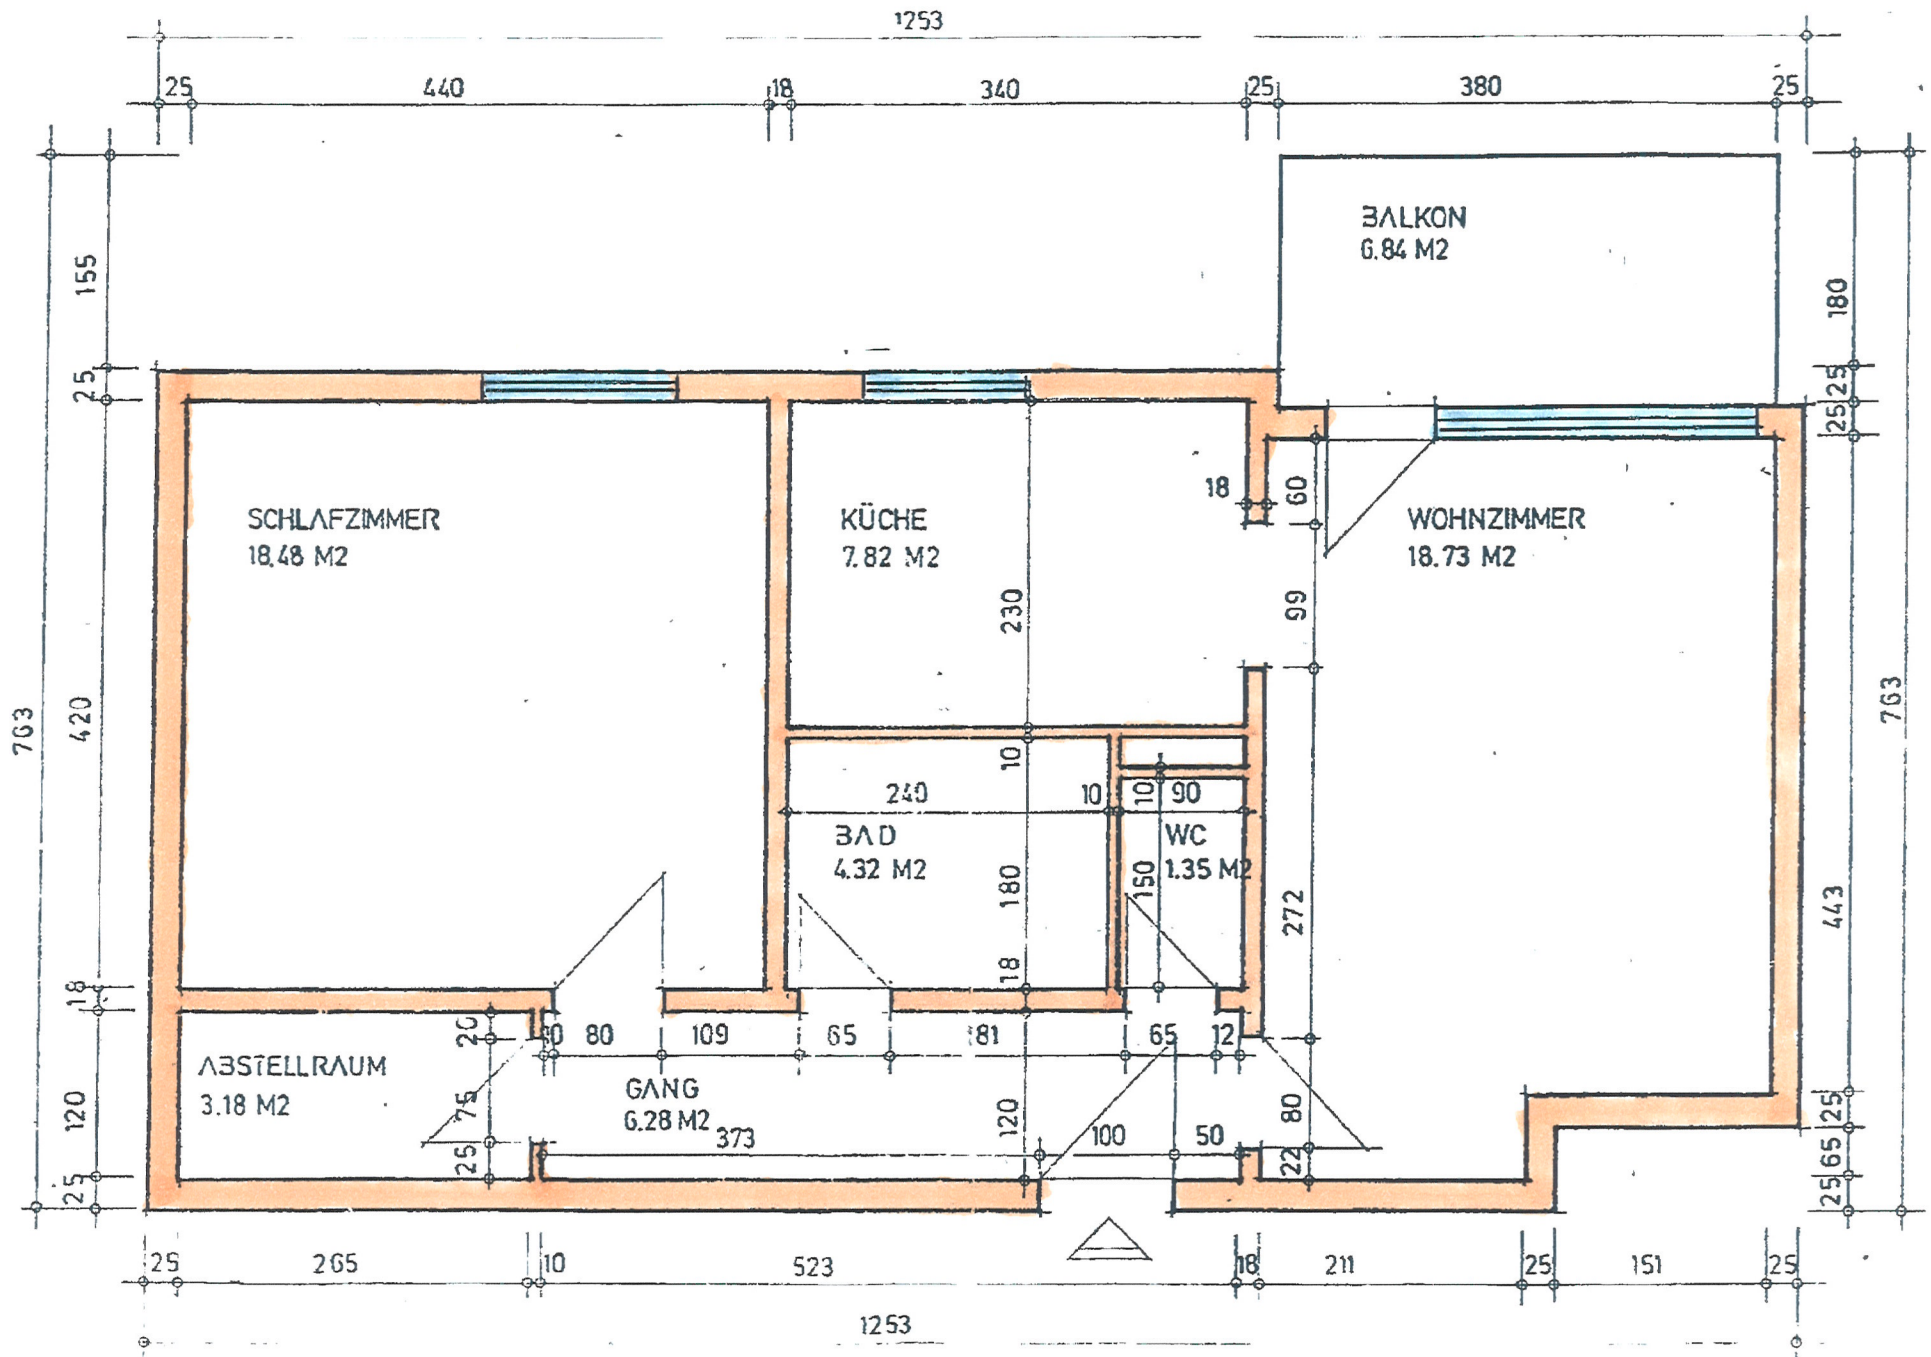 1253
25 440 18 340 25 380 25
BALKON
6.84 M2
155
180
25
25
25
SCHLAFZIMMER
18.48 M2
KÜCHE
7.82 M2
18
60
WOHNZIMMER
18.73 M2
230
99
763
420
763
10
240
10
10
90
BAD
4.32 M2
WC
1.35 M2
180
150
272
443
18
18
20
10 80 109 65 181 65 12
ABSTELLRAUM
3.18 M2
GANG
6.28 M2
120
75
25
373
120
100
50
80
22
25
65
25
25
25 265 10 523 18 211 25 151 25
1253